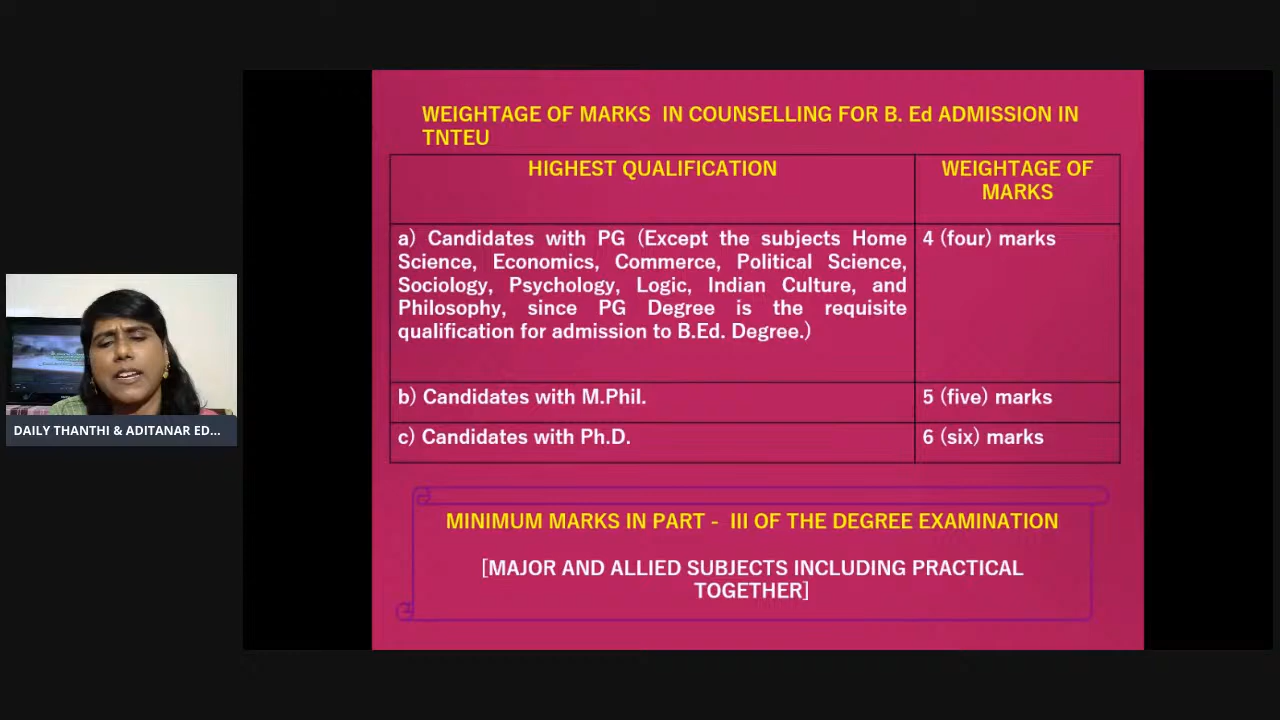 WEIGHTAGE OF MARKS IN COUNSELLING FOR B. Ed ADMISSION IN
TNTEU
HIGHEST QUALIFICATION
WEIGHTAGE OF
MARKS
a) Candidates with PG (Except the subjects Home
Science, Economics, Commerce, Political Science,
Sociology, Psychology, Logic, Indian Culture, and
Philosophy, since PG Degree is the requisite
qualification for admission to B.Ed. Degree.)
4 (four) marks
b) Candidates with M.Phil.
5 (five) marks
c) Candidates with Ph.D.
6 (six) marks
MINIMUM MARKS IN PART - III OF THE DEGREE EXAMINATION
[MAJOR AND ALLIED SUBJECTS INCLUDING PRACTICAL
TOGETHER]
DAILY THANTHI & ADITANAR ED...